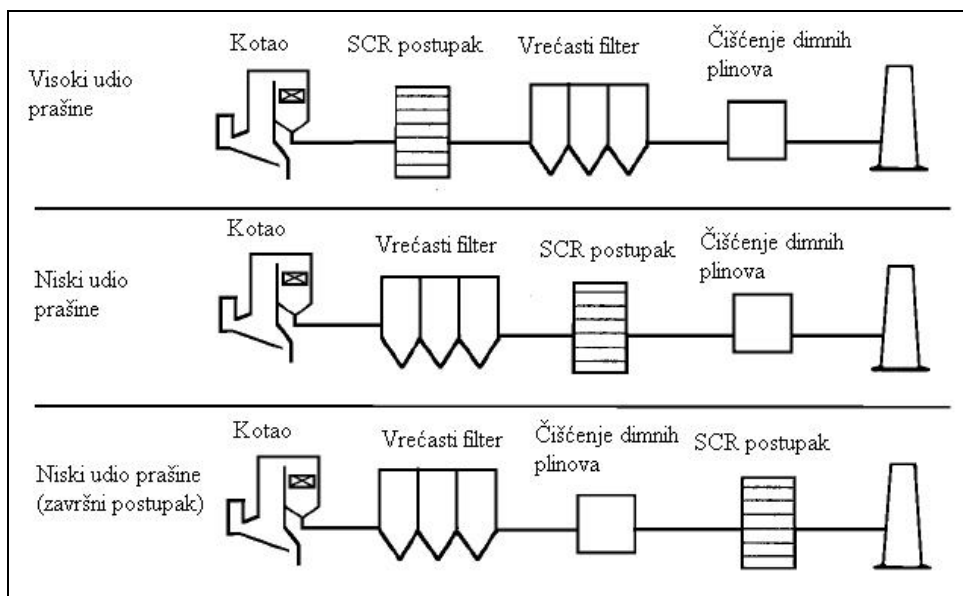 Kotao
SCR postupak
Vrećasti filter
Čišćenje dimnih
plinova
Visoki udio
prašine
Kotao
Vrećasti filter
SCR postupak
Čišćenje dimnih
plinova
Niski udio
prašine
Kotao
Vrećasti filter
Čišćenje dimnih
plinova
SCR postupak
Niski udio prašine
(završni postupak)